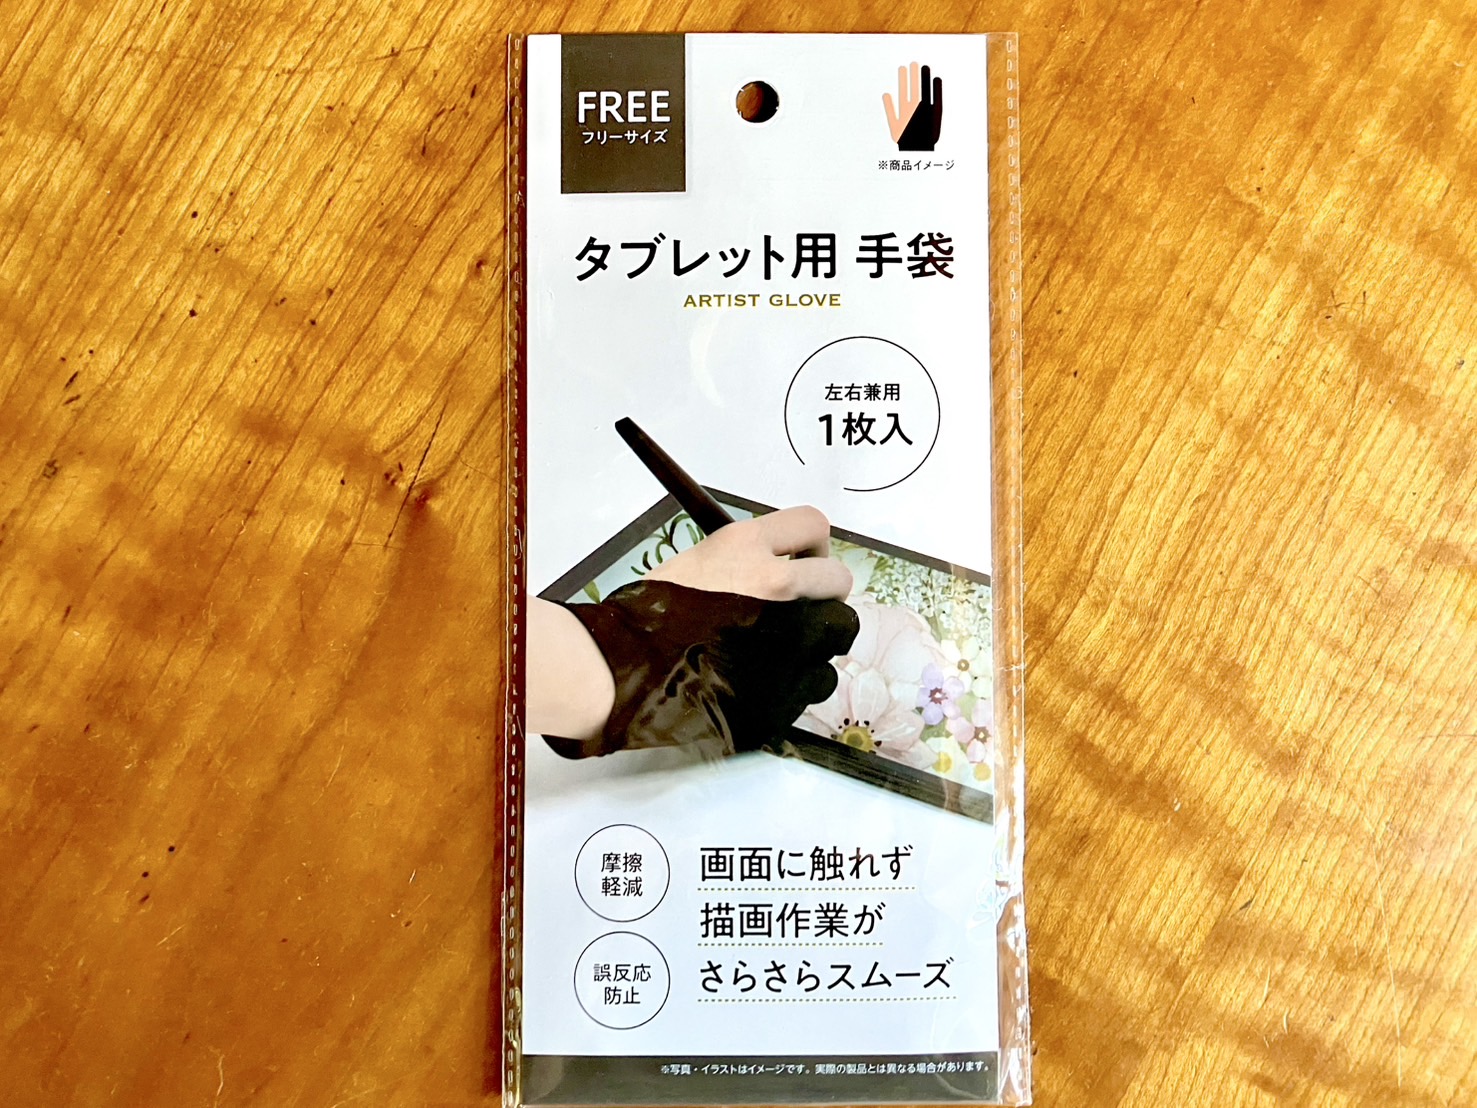 FREE
フリーサイズ
※商品イメージ
タブレット用 手袋
ARTIST GLOVE
左右兼用
1枚入
摩擦
軽減
画面に触れず
描画作業が
さらさらスムーズ
誤反応
防止
※写真・イラストはイメージです。実際の製品とは異なる場合があります。